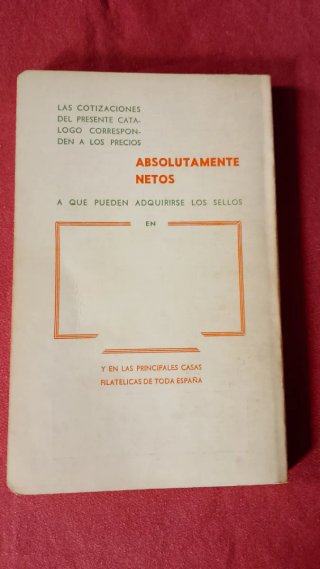 LAS COTIZACIONES
DEL PRESENTE CATA-
LOGO CORRESPON-
DEN A LOS PRECIOS
ABSOLUTAMENTE
NETOS
A QUE PUEDEN ADQUIRIRSE LOS SELLOS
EN
Y EN LAS PRINCIPALES CASAS
FILATELICAS DE TODA ESPAÑA